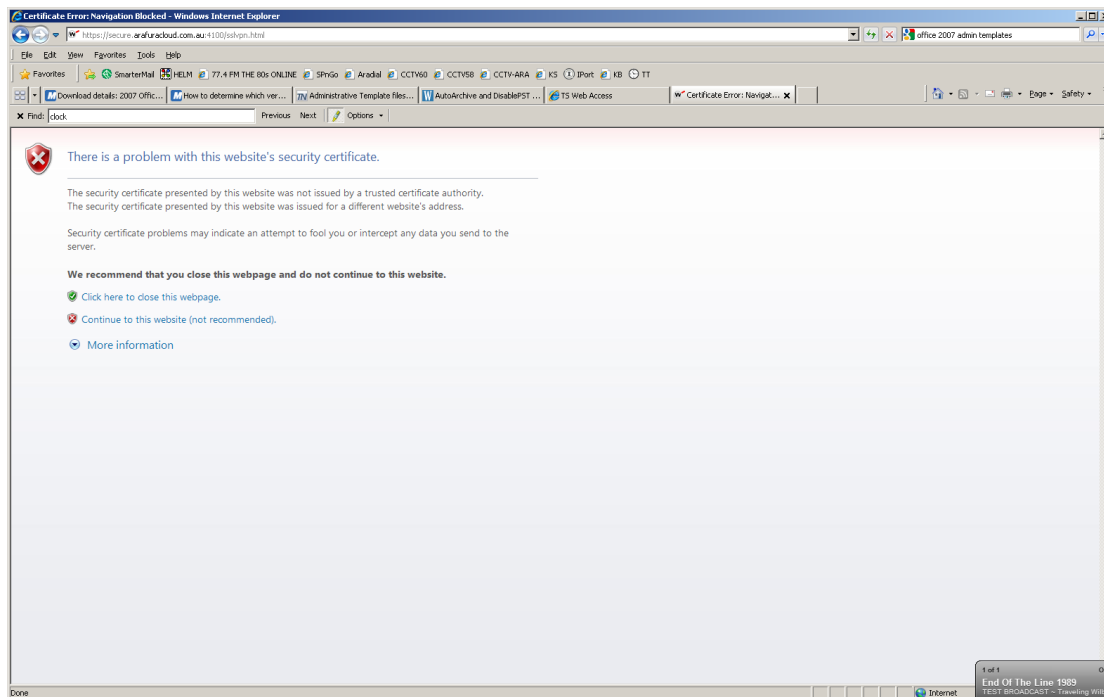 Certificate Error: Navigation Blocked - Windows Internet Explorer
https://secure.arafuracloud.com.au:4100/sslvpn.html
office 2007 admin templates
File Edit View Favorites Tools Help
Favorites SmarterMail HELM 77.4 FM THE 80s ONLINE SPnGo Aradial CCTV60 CCTV58 CCTV-ARA KS IPort KB TT
Download details: 2007 Offic... How to determine which ver... Administrative Template files... AutoArchive and DisablePST ... TS Web Access Certificate Error: Navigat... Page Safety
Find: clock Previous Next Options
There is a problem with this website's security certificate.
The security certificate presented by this website was not issued by a trusted certificate authority.
The security certificate presented by this website was issued for a different website's address.
Security certificate problems may indicate an attempt to fool you or intercept any data you send to the
server.
We recommend that you close this webpage and do not continue to this website.
Click here to close this webpage.
Continue to this website (not recommended).
More information
1 of 1
End Of The Line 1989
TEST BROADCAST ~ Traveling Wil
Done Internet